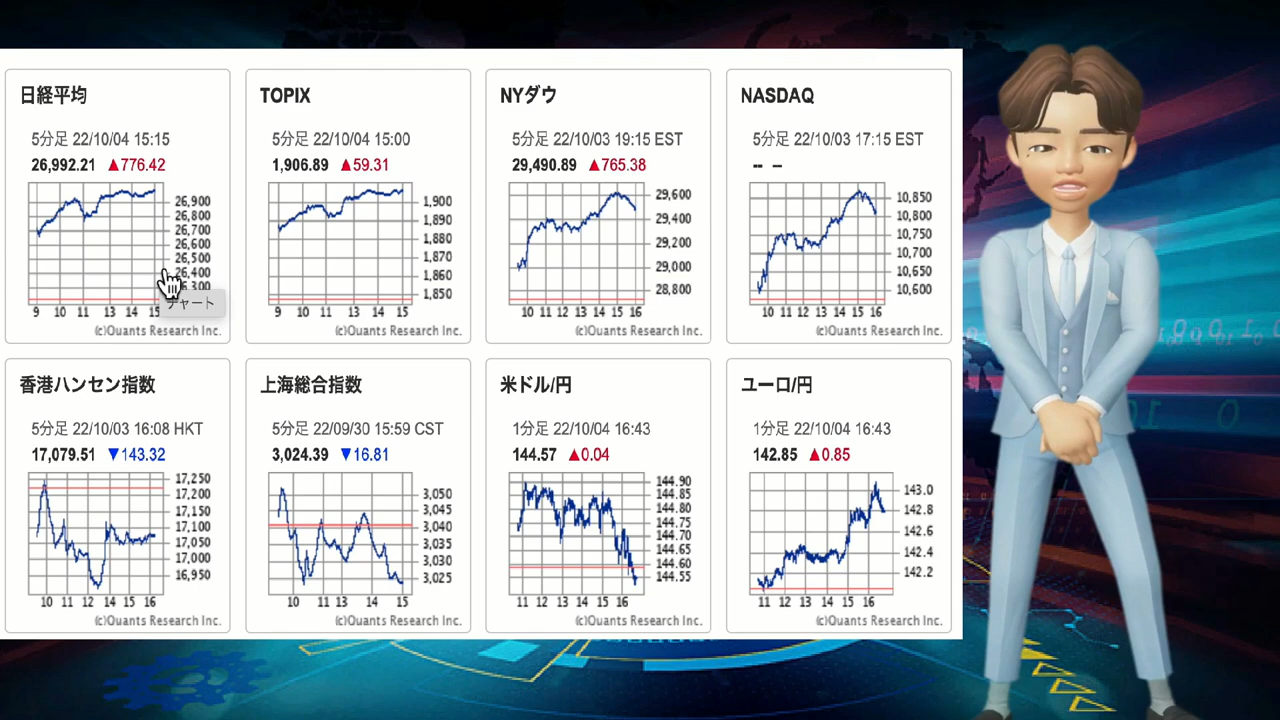 日経平均
5分足 22/10/04 15:15
26,992.21 ▲776.42
26,900
26,800
26,700
26,600
26,500
26,400
9 10 11 13 14 15
チャート
(c)Quants Research Inc.
TOPIX
5分足 22/10/04 15:00
1,906.89 ▲59.31
1,900
1,890
1,880
1,870
1,860
1,850
9 10 11 13 14 15
(c)Quants Research Inc.
NYダウ
5分足 22/10/03 19:15 EST
29,490.89 ▲765.38
29,600
29,400
29,200
29,000
28,800
10 11 12 13 14 15 16
(c)Quants Research Inc.
NASDAQ
5分足 22/10/03 17:15 EST
-- --
10,850
10,800
10,750
10,700
10,650
10,600
10 11 12 13 14 15 16
(c)Quants Research Inc.
香港ハンセン指数
5分足 22/10/03 16:08 HKT
17,079.51 ▼143.32
17,250
17,200
17,150
17,100
17,050
17,000
16,950
10 11 12 13 14 15 16
(c)Quants Research Inc.
上海総合指数
5分足 22/09/30 15:59 CST
3,024.39 ▼16.81
3,050
3,045
3,040
3,035
3,030
3,025
10 11 13 14 15
(c)Quants Research Inc.
米ドル/円
1分足 22/10/04 16:43
144.57 ▲0.04
144.90
144.85
144.80
144.75
144.70
144.65
144.60
144.55
11 12 13 14 15 16
(c)Quants Research Inc.
ユーロ/円
1分足 22/10/04 16:43
142.85 ▲0.85
143.0
142.8
142.6
142.4
142.2
11 12 13 14 15 16
(c)Quants Research Inc.